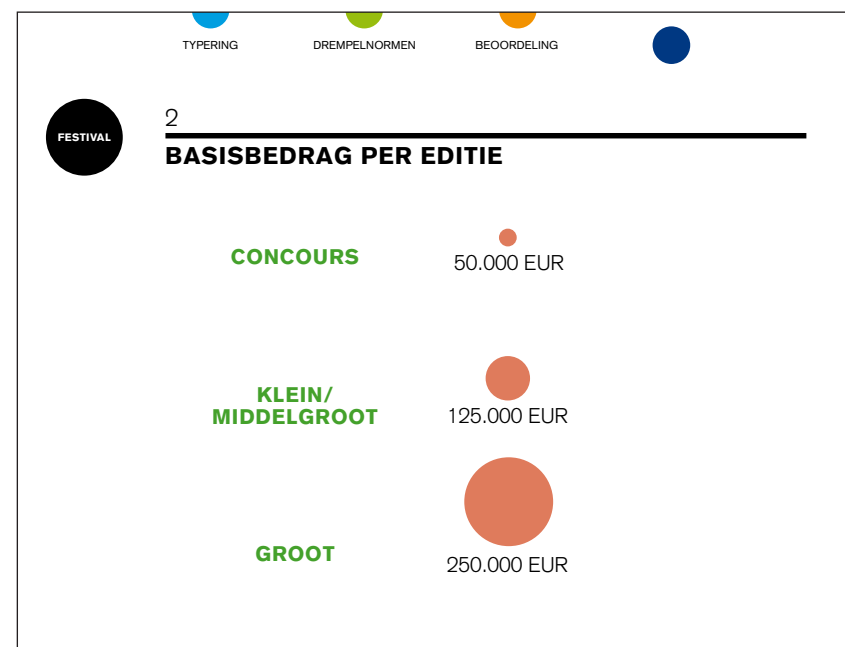 TYPERING
DREMPELNORMEN
BEOORDELING
FESTIVAL
2
BASISBEDRAG PER EDITIE
CONCOURS
50.000 EUR
KLEIN/
MIDDELGROOT
125.000 EUR
GROOT
250.000 EUR